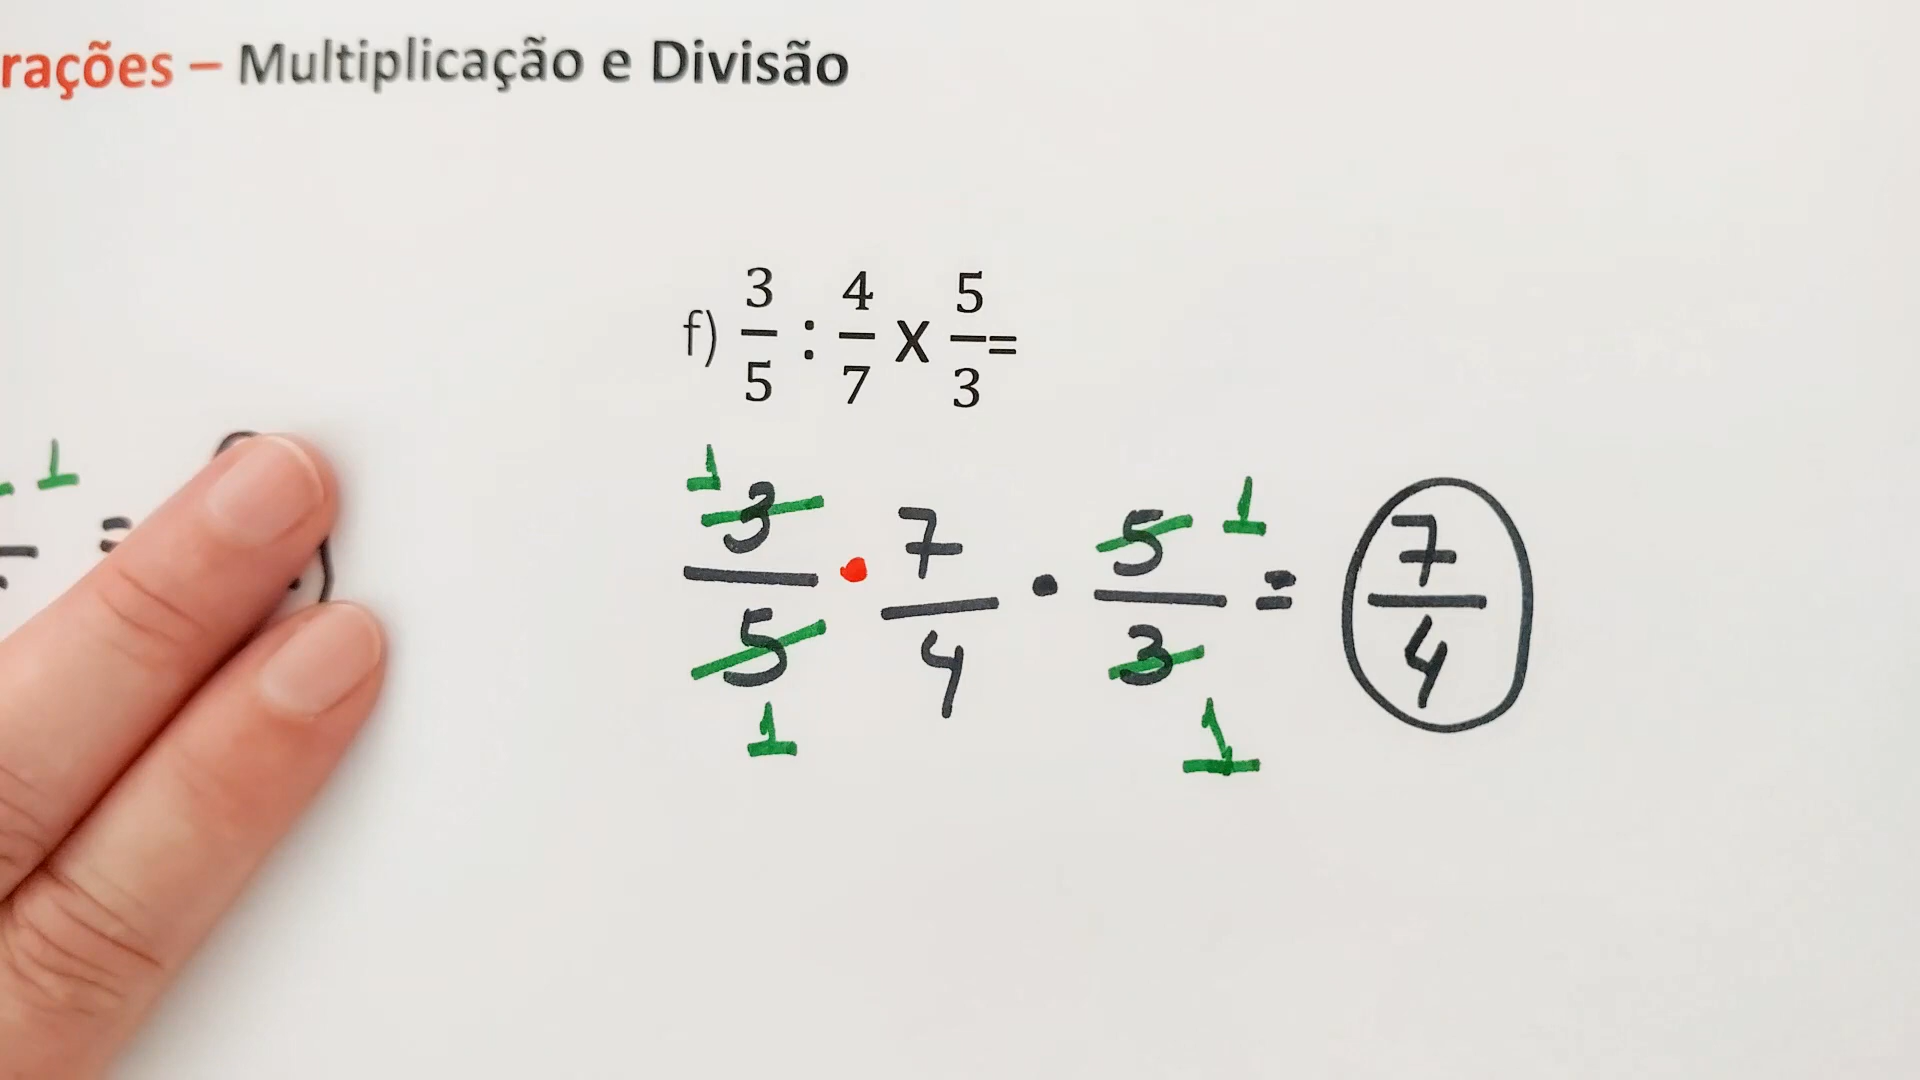 rações – Multiplicação e Divisão
f) 3/5 : 4/7 x 5/3 =
1 1
3/5 · 7/4 · 5/3 = 7/4
1 1
1 =